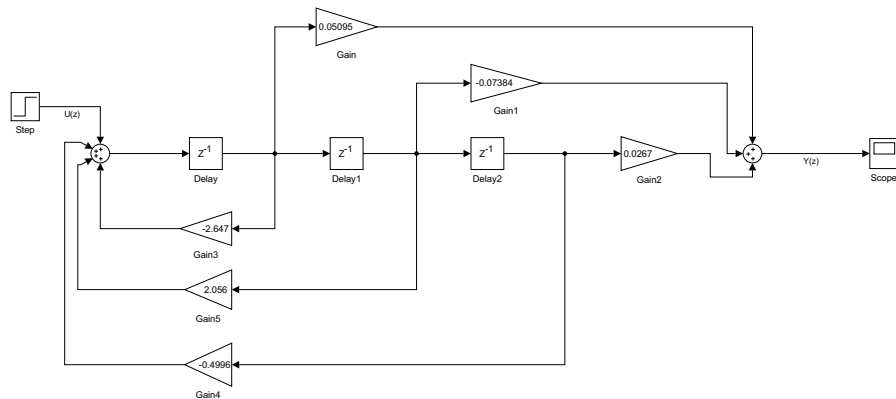 0.05095
Gain
-0.07384
Gain1
Step
U(z)
z-1
Delay
z-1
Delay1
z-1
Delay2
0.0267
Gain2
Y(z)
Scope
-2.647
Gain3
2.056
Gain5
-0.4996
Gain4